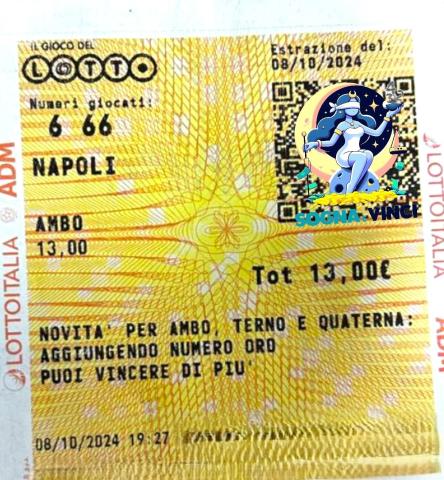 IL GIOCO DEL
LOTTO
Estrazione del:
08/10/2024
Numeri giocati:
6 66
NAPOLI
SOGNA VINCI
AMBO
13,00
Tot 13,00€
NOVITA' PER AMBO, TERNO E QUATERNA:
AGGIUNGENDO NUMERO ORO
PUOI VINCERE DI PIU'
08/10/2024 19:27
LOTTOITALIA ADM
LOTTOITALIA
ADM